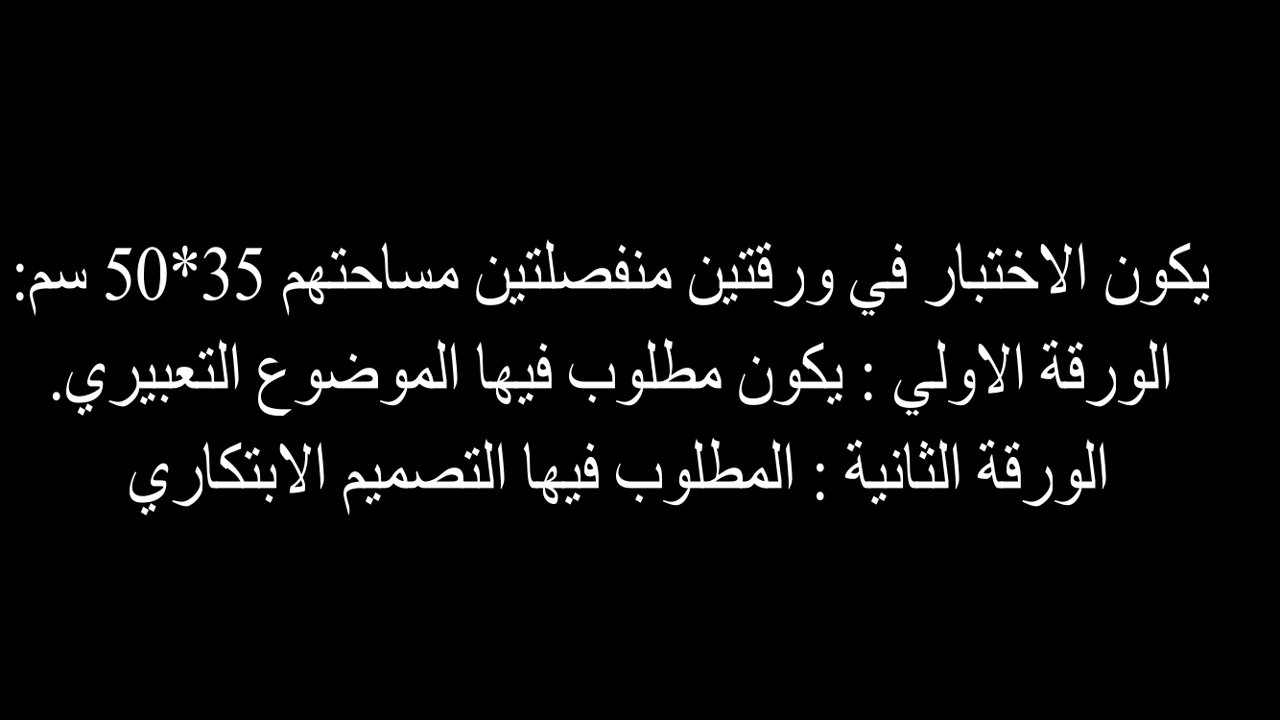 يكون الاختبار في ورقتين منفصلتين مساحتهم 35*50 سم:
الورقة الاولي : يكون مطلوب فيها الموضوع التعبيري.
الورقة الثانية : المطلوب فيها التصميم الابتكاري